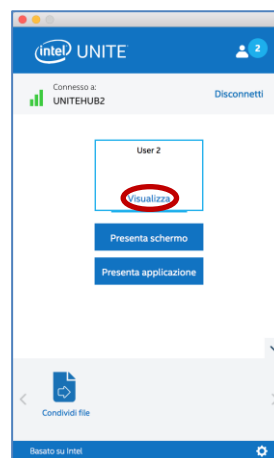 intel UNITE
2
Connesso a:
UNITEHUB2
Disconnetti
User 2
Visualizza
Presenta schermo
Presenta applicazione
Condividi file
Basato su Intel